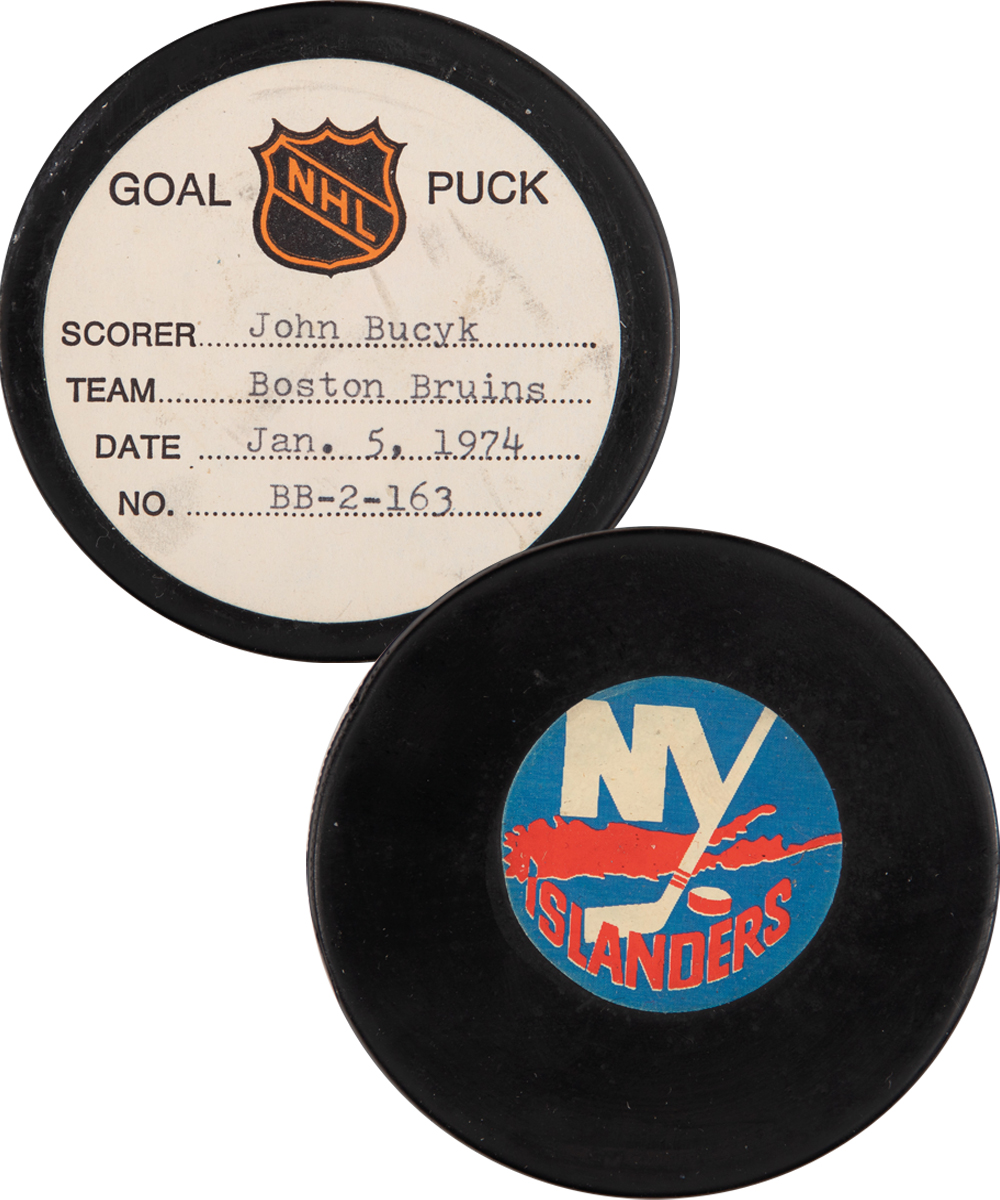 GOAL NHL PUCK
SCORER.....John Bucyk..........
TEAM.....Boston Bruins.....
DATE .....Jan. 5, 1974......
NO. ......BB-2-163.........
NY
ISLANDERS